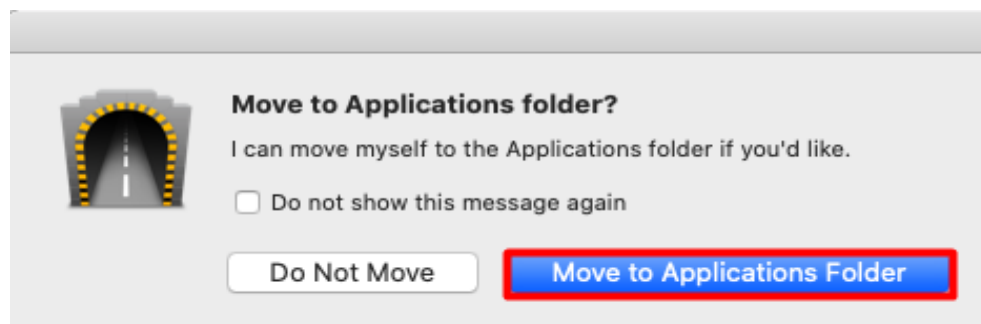 Move to Applications folder?
I can move myself to the Applications folder if you'd like.
Do not show this message again
Do Not Move
Move to Applications Folder